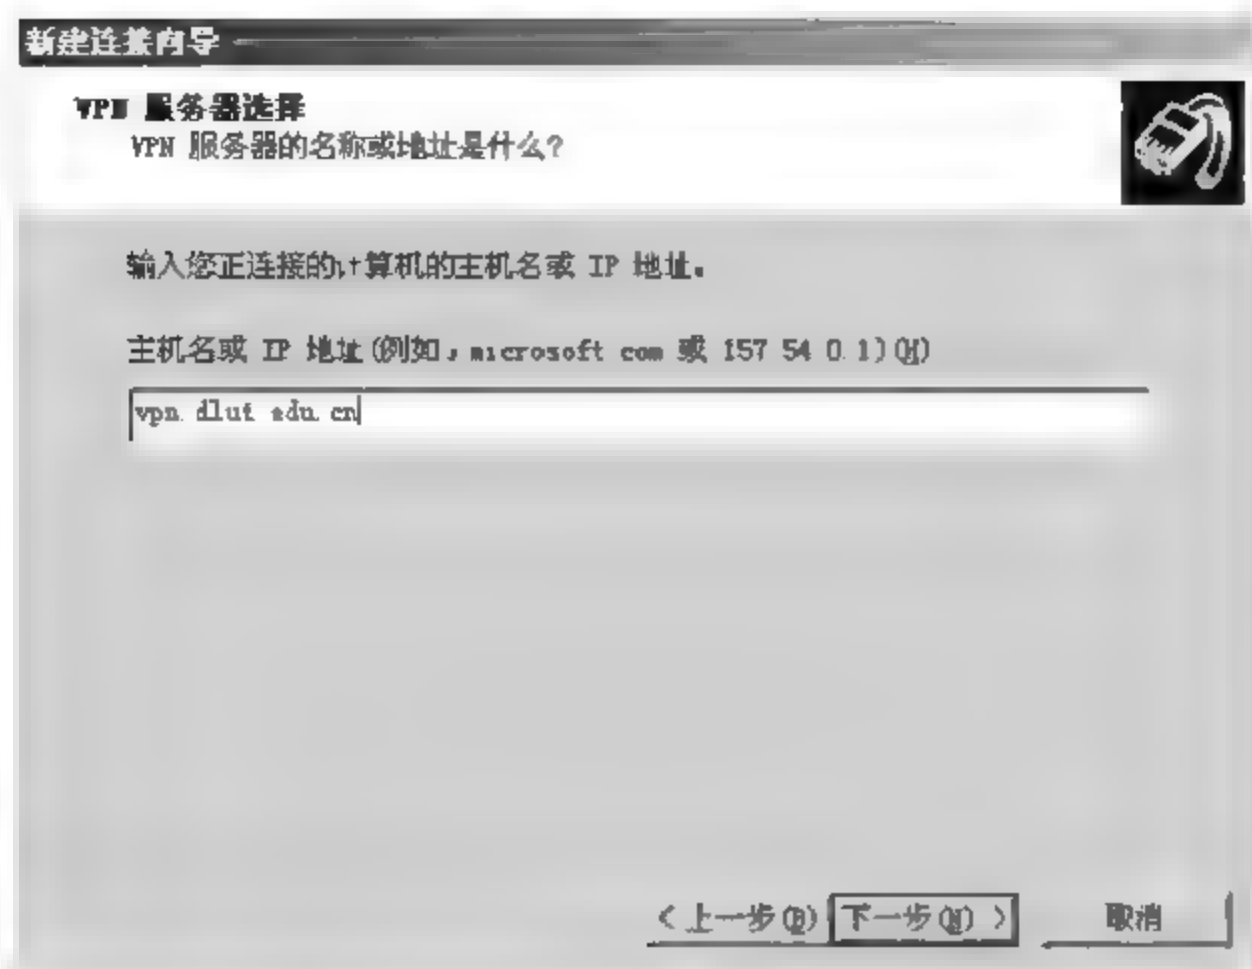 新建连接向导
VPN 服务器选择
VPN 服务器的名称或地址是什么?
输入您正连接的计算机的主机名或 IP 地址。
主机名或 IP 地址(例如，microsoft com 或 157 54 0.1)(H)
vpn. dlut edu. cn
< 上一步(B) 下一步(N) > 取消